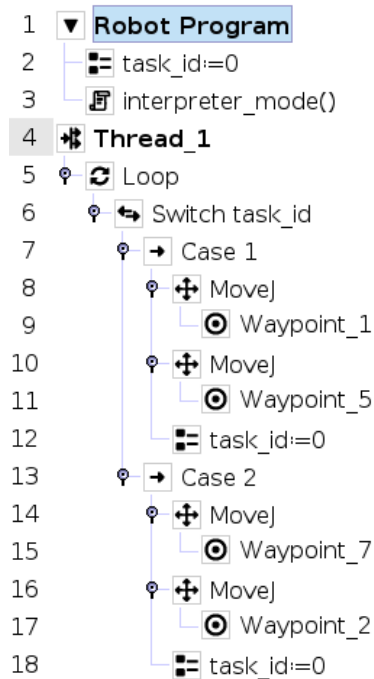 1 Robot Program
2 task_id:=0
3 interpreter_mode()
4 Thread_1
5 Loop
6 Switch task_id
7 Case 1
8 MoveJ
9 Waypoint_1
10 MoveJ
11 Waypoint_5
12 task_id:=0
13 Case 2
14 MoveJ
15 Waypoint_7
16 MoveJ
17 Waypoint_2
18 task_id:=0